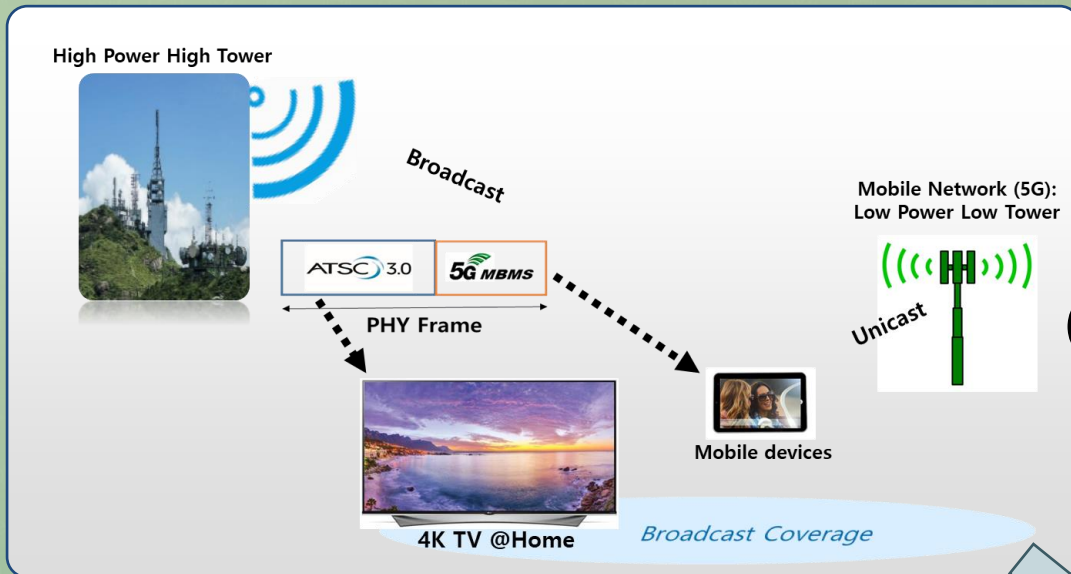 High Power High Tower
Broadcast
Mobile Network (5G):
Low Power Low Tower
ATSC 3.0
5G MBMS
Unicast
PHY Frame
Mobile devices
4K TV @Home
Broadcast Coverage